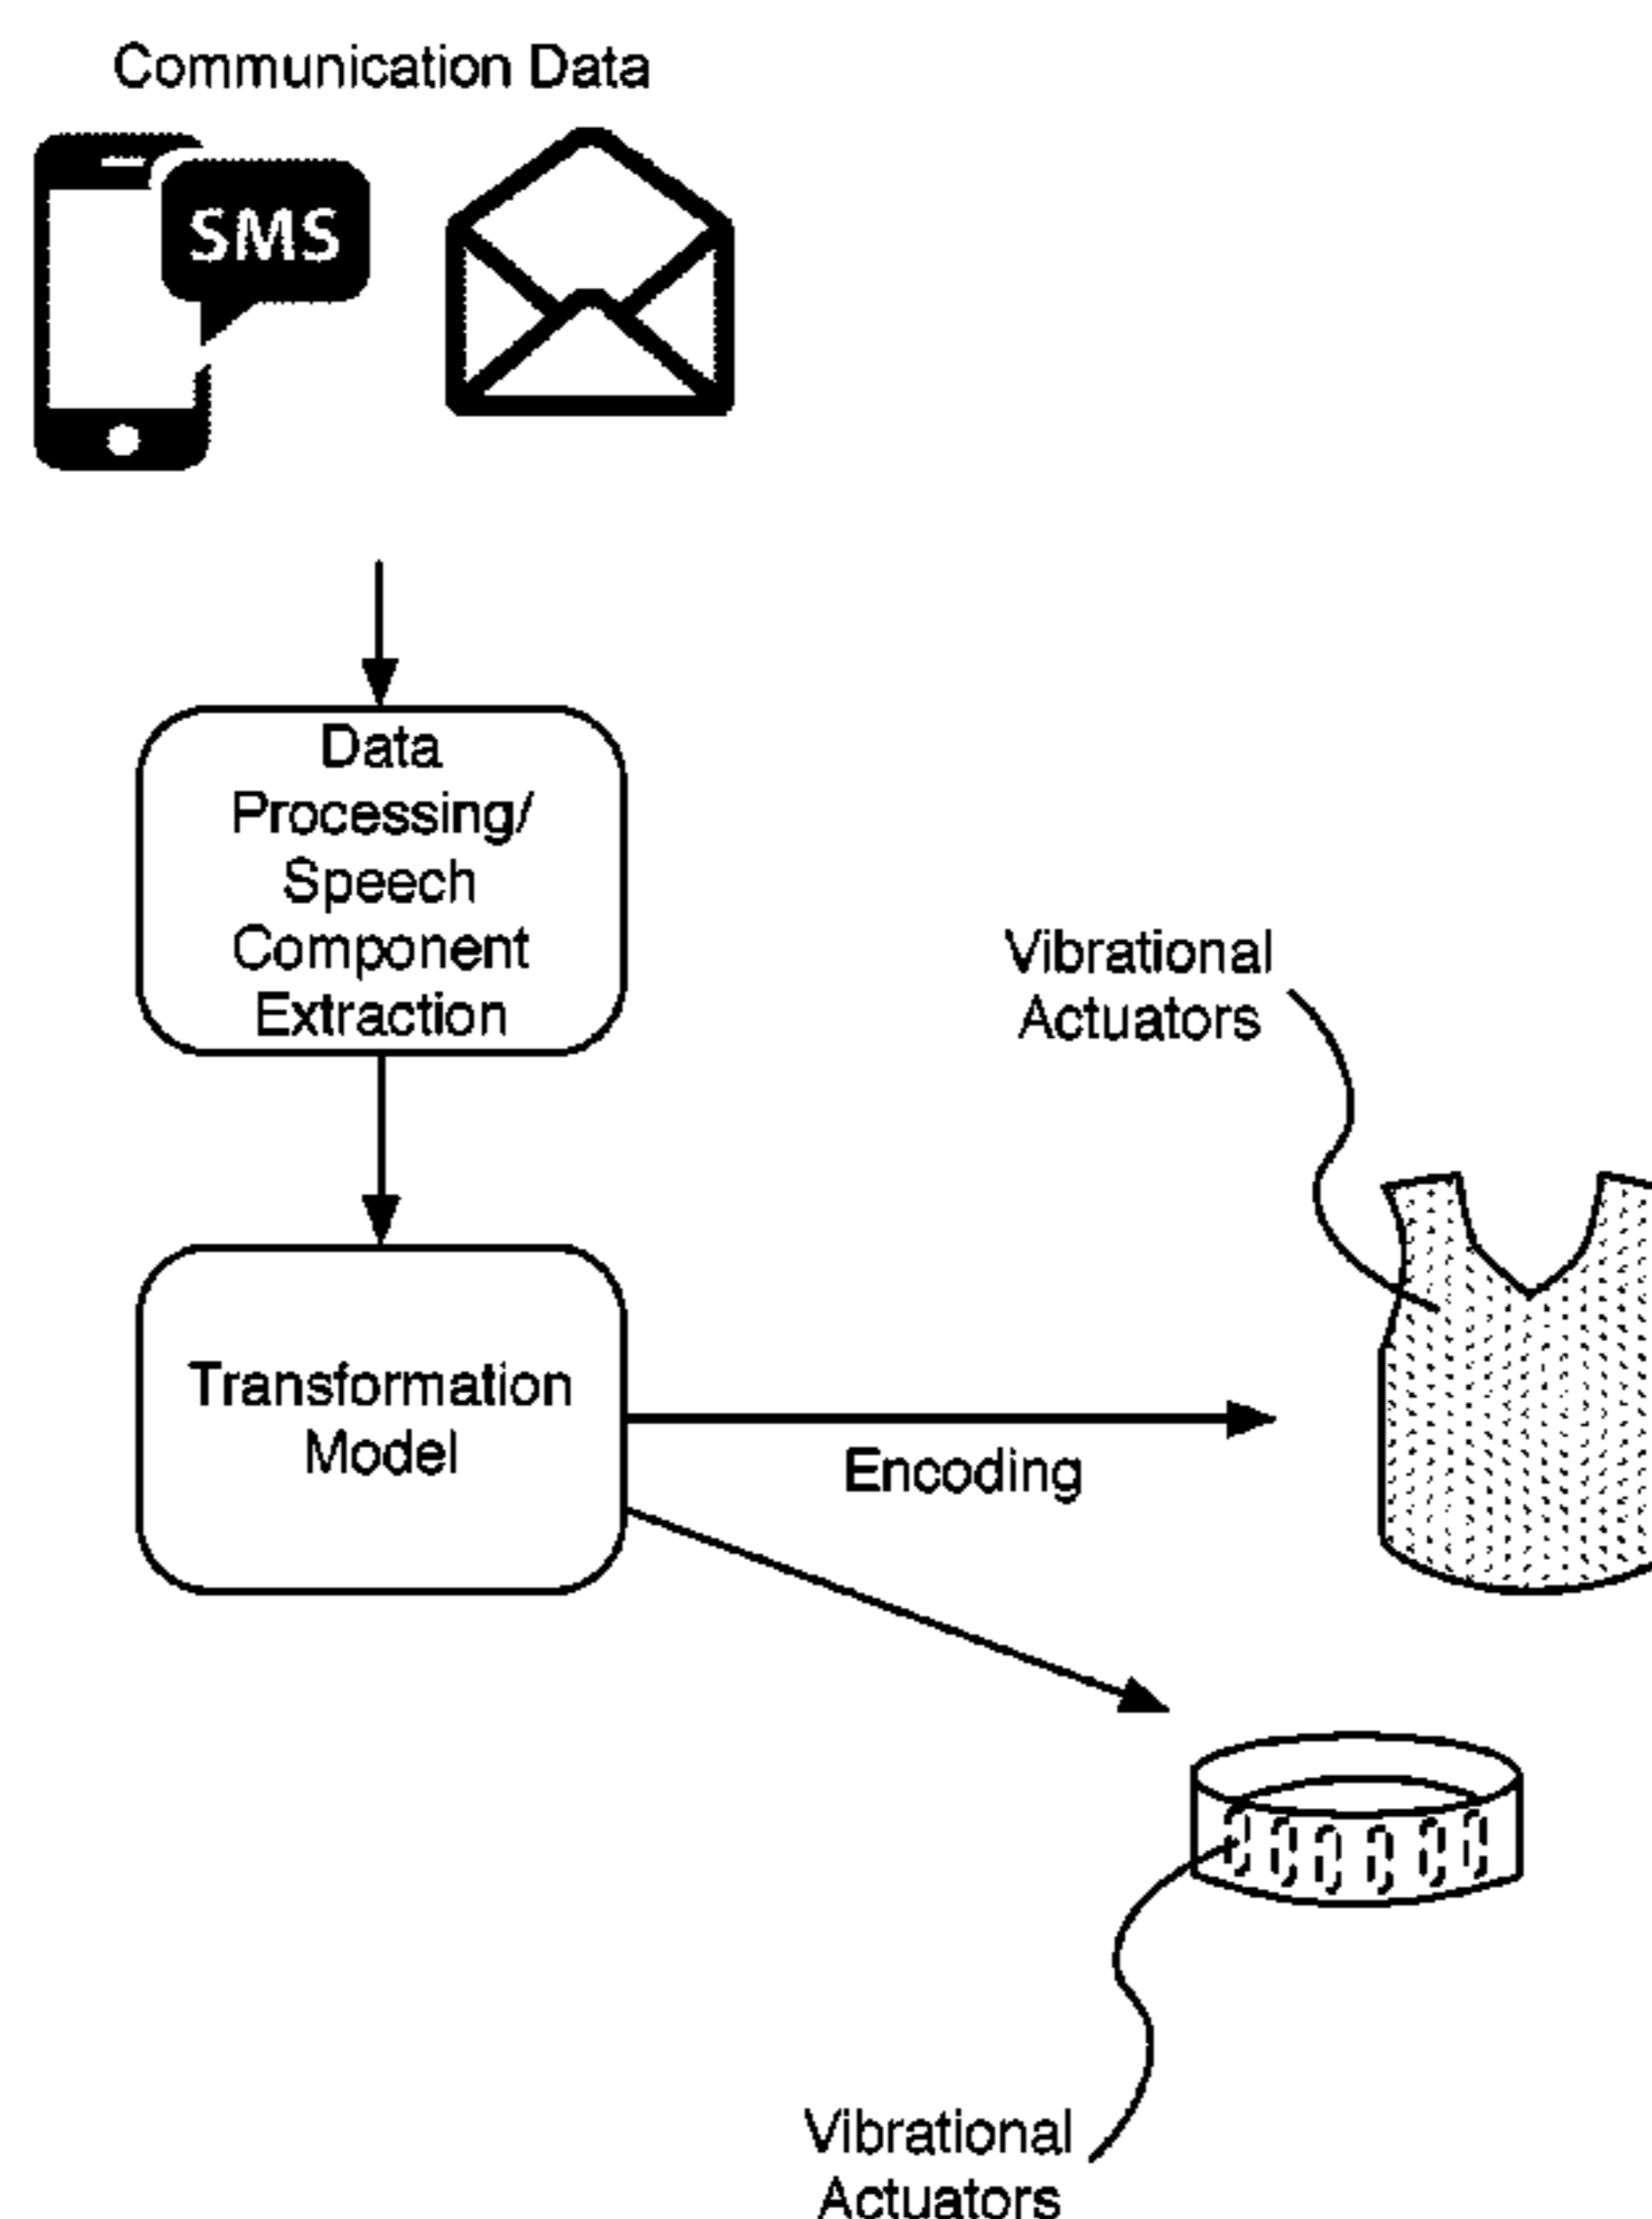 Communication Data
SMS
Data
Processing/
Speech
Component
Extraction
Vibrational
Actuators
Transformation
Model
Encoding
Vibrational
Actuators